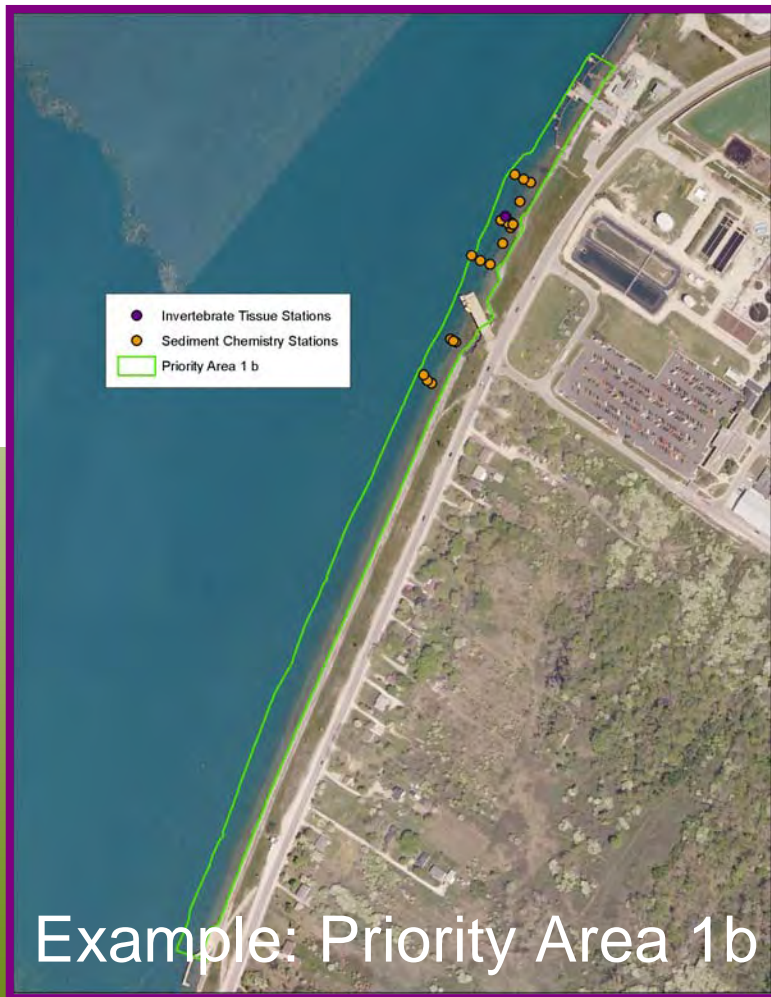 Invertebrate Tissue Stations
Sediment Chemistry Stations
Priority Area 1 b
Example: Priority Area 1b